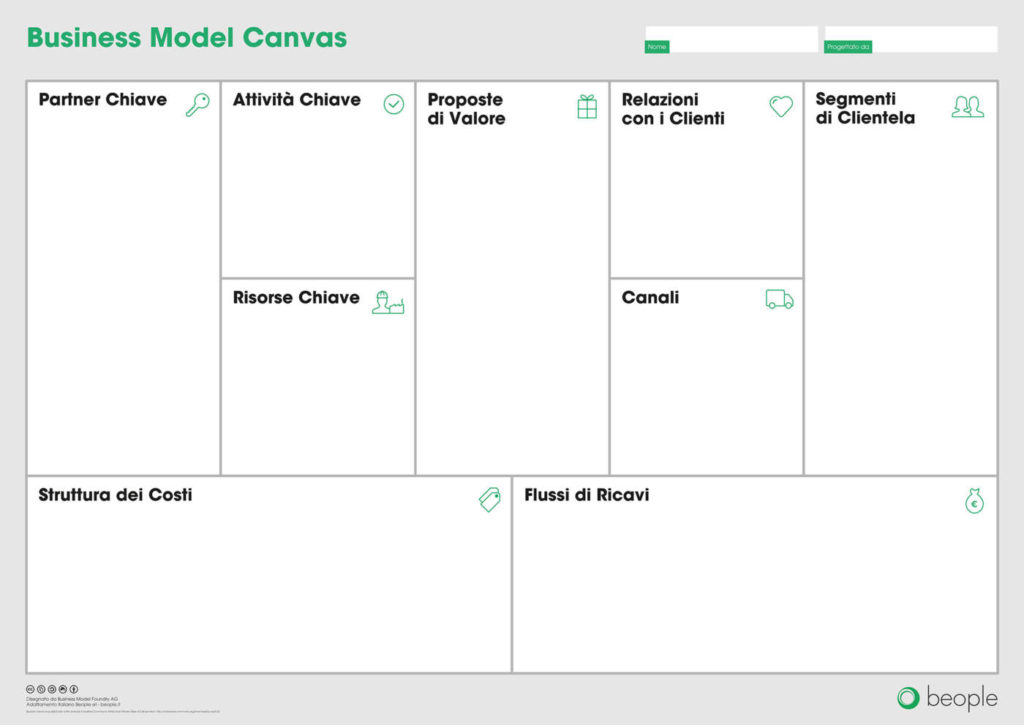 Business Model Canvas
Nome
Progettato da
Partner Chiave
Attività Chiave
Proposte
di Valore
Relazioni
con i Clienti
Segmenti
di Clientela
Risorse Chiave
Canali
Struttura dei Costi
Flussi di Ricavi
€
Disegnato da Business Model Foundry AG
Adattamento italiano Beople srl - beople.it
beople